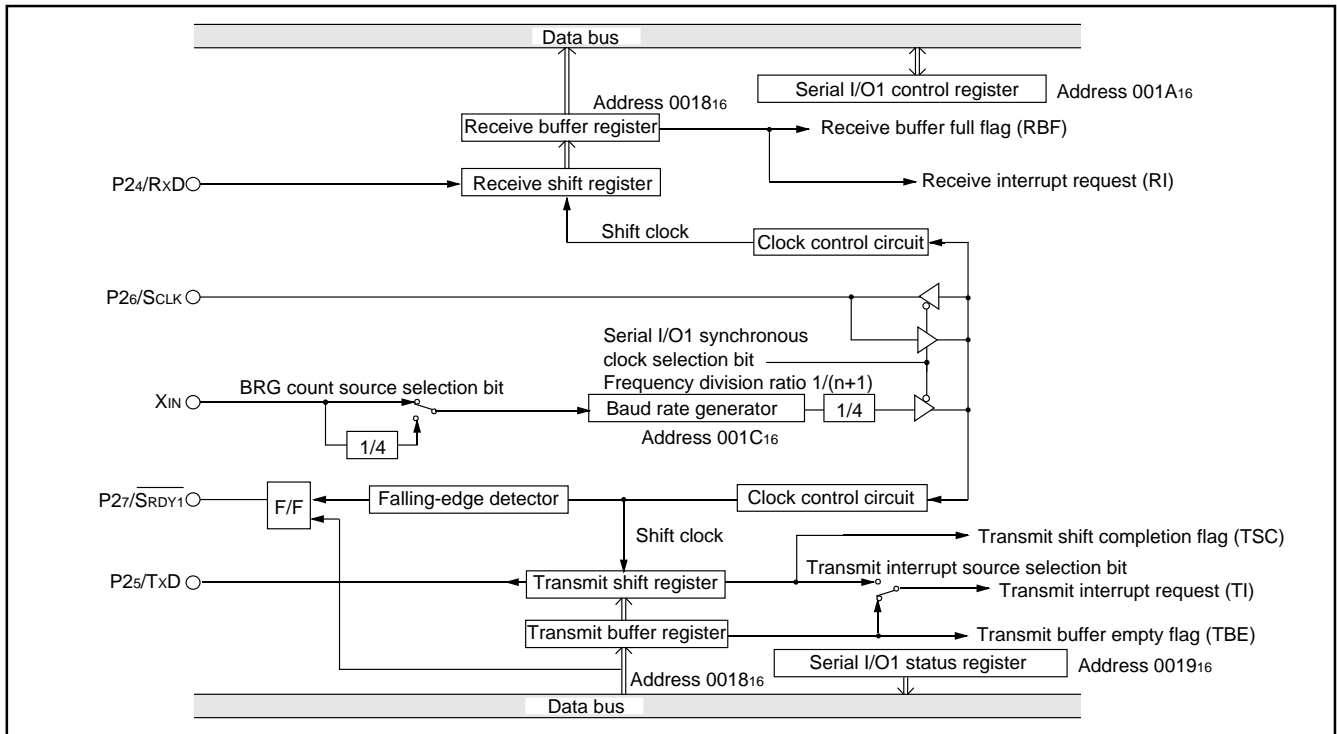 Data bus
Serial I/O1 control register
Address 001A16
Address 001816
Receive buffer register
Receive buffer full flag (RBF)
P24/RXD
Receive shift register
Receive interrupt request (RI)
Shift clock
Clock control circuit
P26/SCLK
Serial I/O1 synchronous
clock selection bit
BRG count source selection bit
Frequency division ratio 1/(n+1)
XIN
Baud rate generator
1/4
1/4
Address 001C16
P27/SRDY1
F/F
Falling-edge detector
Clock control circuit
Shift clock
Transmit shift completion flag (TSC)
P25/TXD
Transmit shift register
Transmit interrupt source selection bit
Transmit interrupt request (TI)
Transmit buffer register
Transmit buffer empty flag (TBE)
Serial I/O1 status register
Address 001916
Address 001816
Data bus